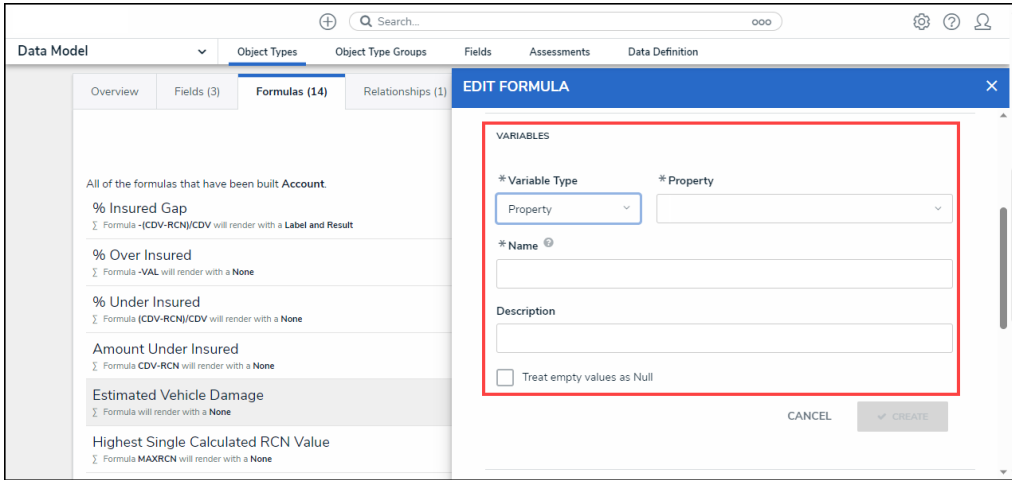 Search... ooo
Data Model Object Types Object Type Groups Fields Assessments Data Definition
Overview Fields (3) Formulas (14) Relationships (1)
All of the formulas that have been built Account.
% Insured Gap
∑ Formula -(CDV-RCN)/CDV will render with a Label and Result
% Over Insured
∑ Formula -VAL will render with a None
% Under Insured
∑ Formula (CDV-RCN)/CDV will render with a None
Amount Under Insured
∑ Formula CDV-RCN will render with a None
Estimated Vehicle Damage
∑ Formula will render with a None
Highest Single Calculated RCN Value
∑ Formula MAXRCN will render with a None
EDIT FORMULA
VARIABLES
*Variable Type *Property
Property
*Name
Description
Treat empty values as Null
CANCEL CREATE